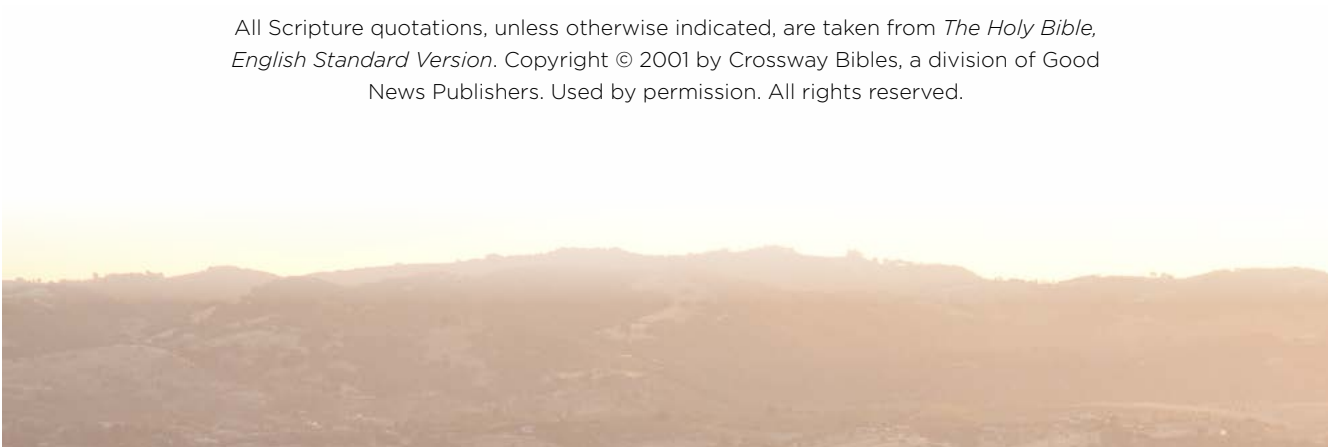 All Scripture quotations, unless otherwise indicated, are taken from The Holy Bible,
English Standard Version. Copyright © 2001 by Crossway Bibles, a division of Good
News Publishers. Used by permission. All rights reserved.